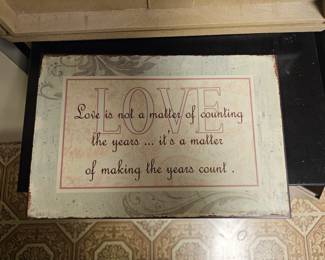 LOVE
Love is not a matter of counting
the years ... it's a matter
of making the years count .